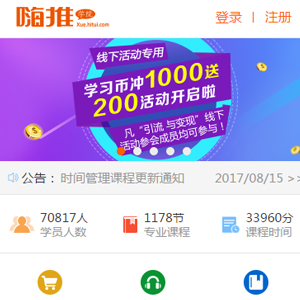 嗨推 学院
Xue.hitui.com
登录 | 注册
线下活动专用
学习币冲1000送
200活动开启啦
凡“引流 与变现”线下
活动参会成员均可参与！
公告： 时间管理课程更新通知 2017/08/15 >>
70817人 1178节 33960分
学员人数 专业课程 课程时间